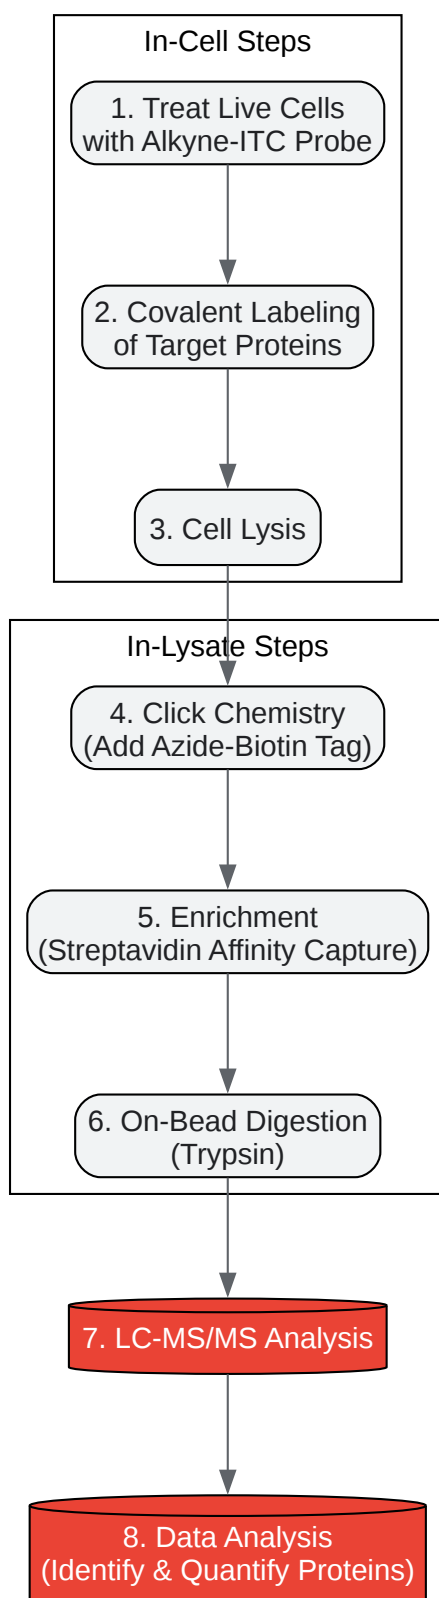 In-Cell Steps
1. Treat Live Cells
with Alkyne-ITC Probe
2. Covalent Labeling
of Target Proteins
3. Cell Lysis
In-Lysate Steps
4. Click Chemistry
(Add Azide-Biotin Tag)
5. Enrichment
(Streptavidin Affinity Capture)
6. On-Bead Digestion
(Trypsin)
7. LC-MS/MS Analysis
8. Data Analysis
(Identify & Quantify Proteins)